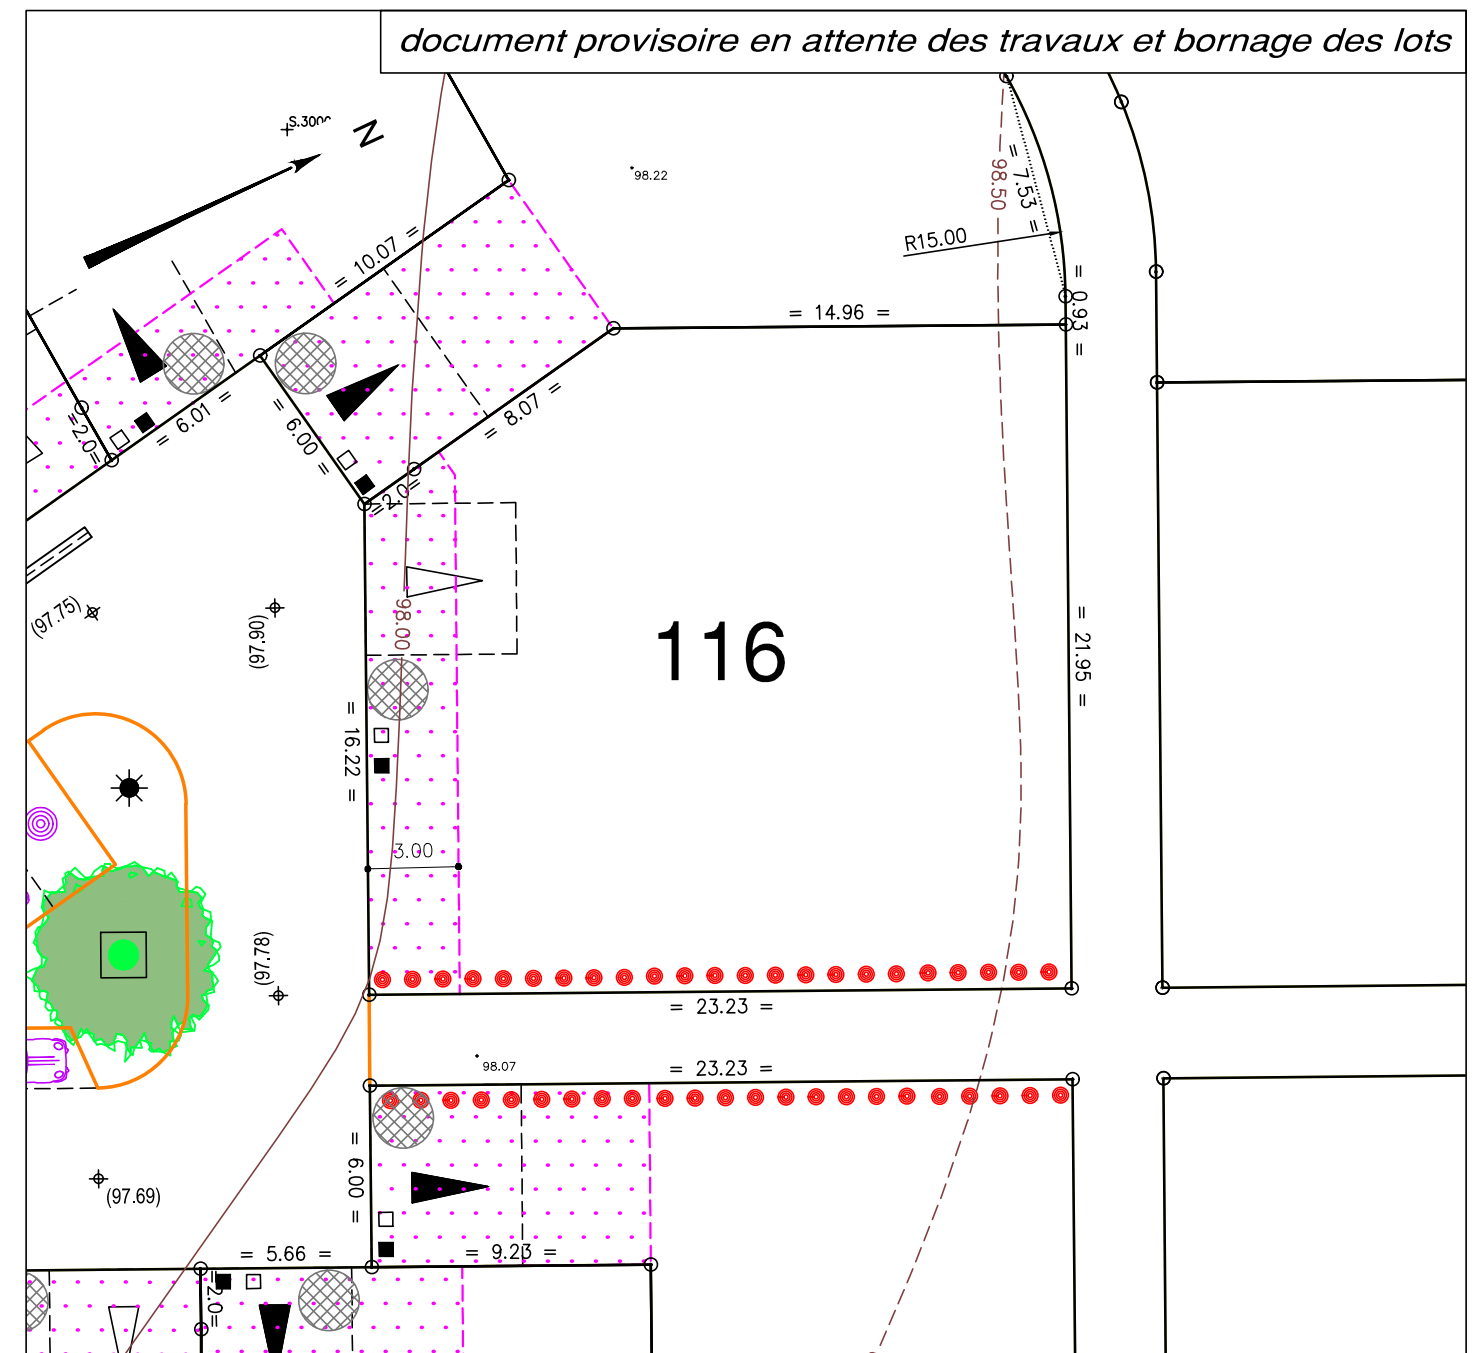 document provisoire en attente des travaux et bornage des lots
N
98.22
98.50
= 7.53 =
R15.00
= 10.07 =
= 0.93 =
= 14.96 =
= 6.01 =
=2.0=
= 6.00 =
= 8.07 =
=2.0=
(97.75)
(97.90)
98.00
116
= 21.95 =
= 16.22 =
3.00
(97.78)
= 23.23 =
98.07
= 23.23 =
= 6.00 =
(97.69)
= 5.66 =
= 9.23 =
=2.0=